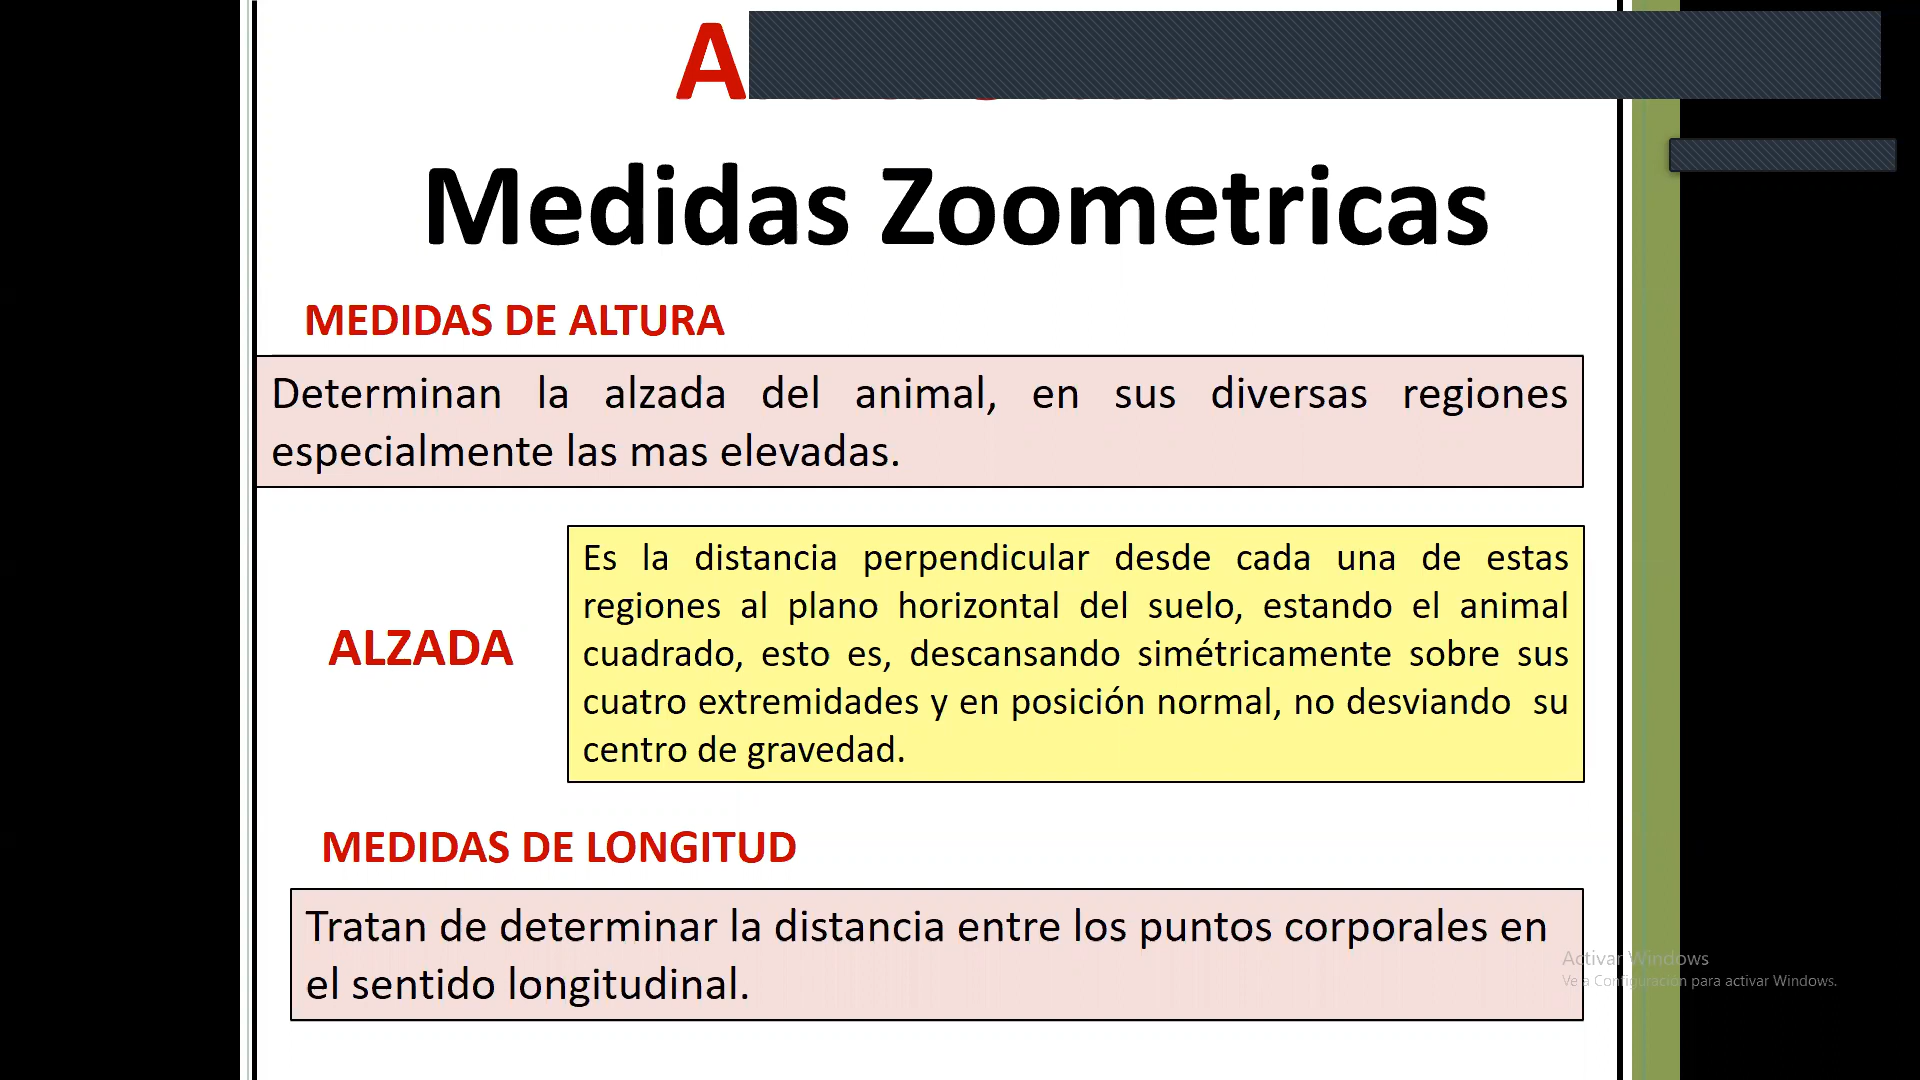 A
Medidas Zoometricas
MEDIDAS DE ALTURA
Determinan la alzada del animal, en sus diversas regiones
especialmente las mas elevadas.
ALZADA
Es la distancia perpendicular desde cada una de estas
regiones al plano horizontal del suelo, estando el animal
cuadrado, esto es, descansando simétricamente sobre sus
cuatro extremidades y en posición normal, no desviando su
centro de gravedad.
MEDIDAS DE LONGITUD
Tratan de determinar la distancia entre los puntos corporales en
el sentido longitudinal.
Activar Windows
Ve a Configuración para activar Windows.